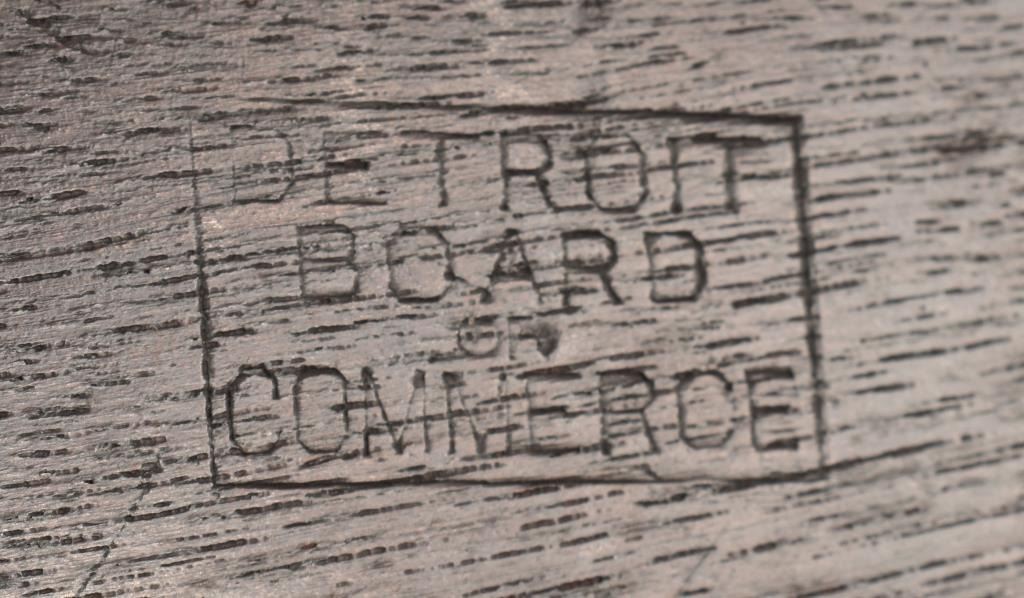 DETROIT
BOARD
OF
COMMERCE